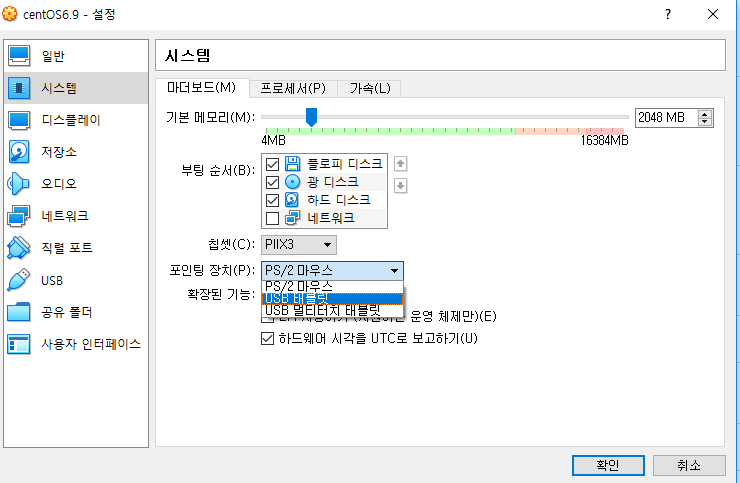 centOS6.9 - 설정
일반
시스템
디스플레이
저장소
오디오
네트워크
직렬 포트
USB
공유 폴더
사용자 인터페이스
시스템
마더보드(M) 프로세서(P) 가속(L)
기본 메모리(M): 2048 MB
4MB 16384MB
부팅 순서(B): 플로피 디스크
광 디스크
하드 디스크
네트워크
칩셋(C): PIIX3
포인팅 장치(P): PS/2 마우스
PS/2 마우스
확장된 기능: USB 태블릿
USB 멀티터치 태블릿
운영 체제만)(E)
하드웨어 시각을 UTC로 보고하기(U)
확인 취소